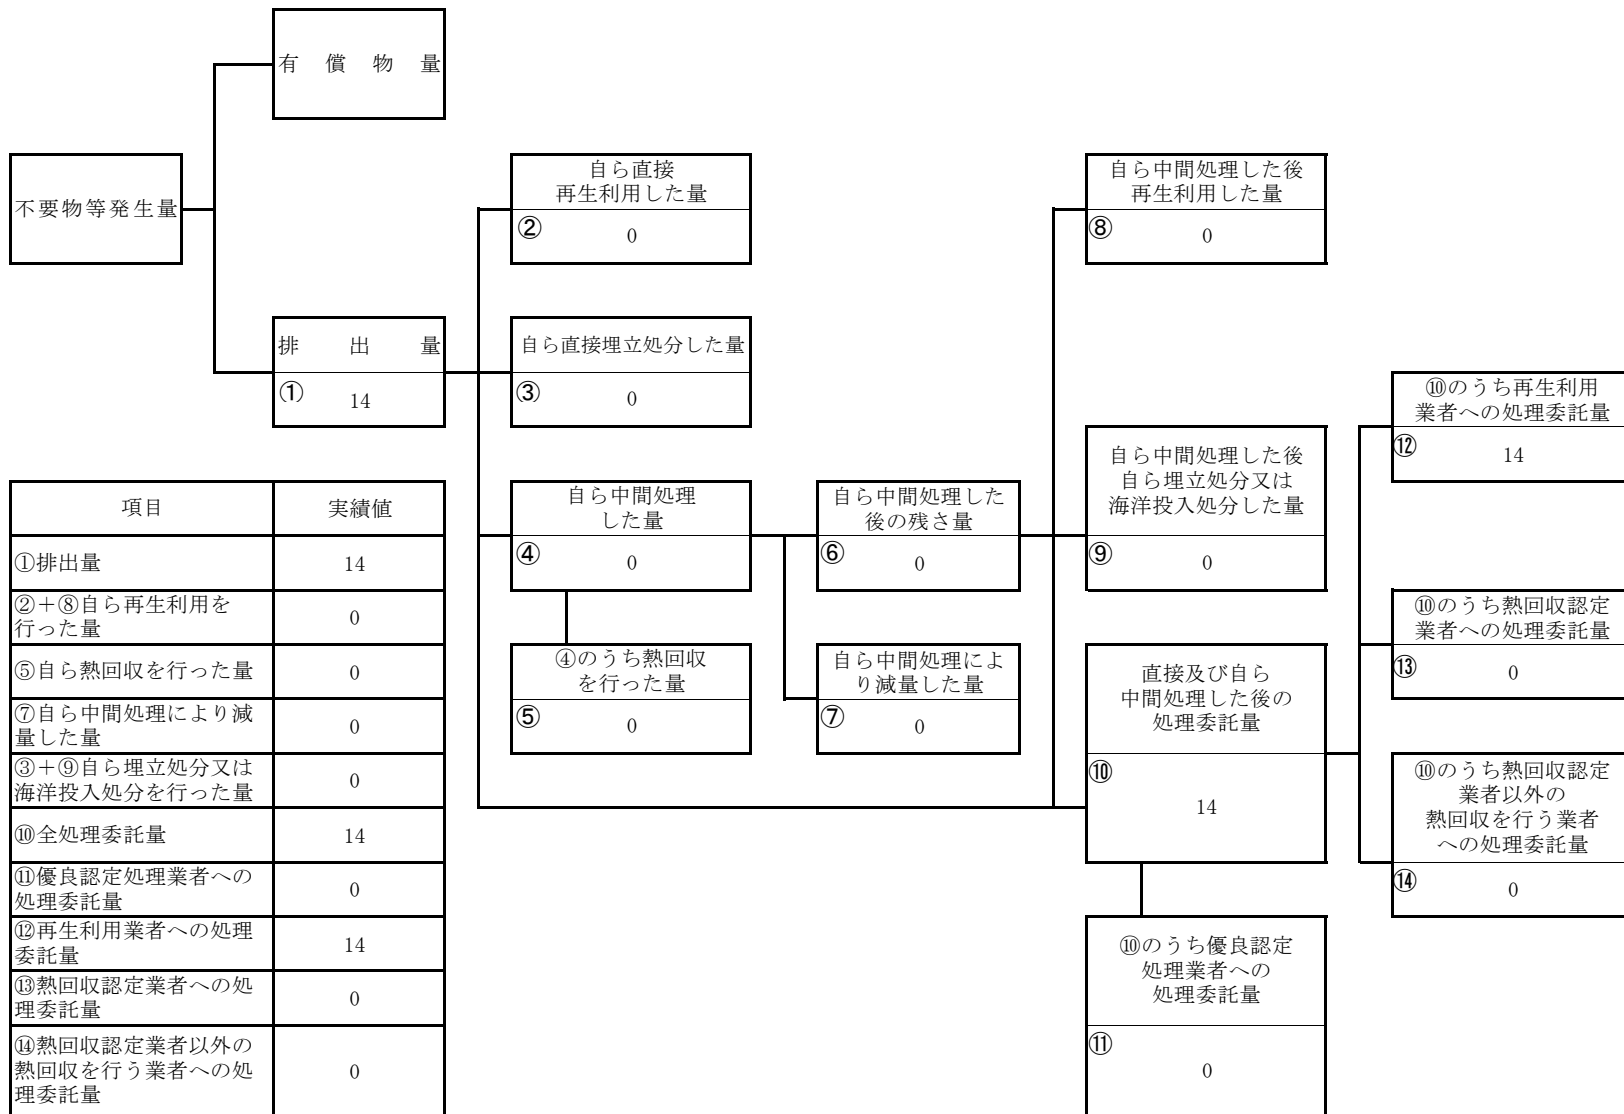 有償物量
不要物等発生量
排出量
①
14
自ら直接
再生利用した量
②
0
自ら直接埋立処分した量
③
0
自ら中間処理
した量
④
0
④のうち熱回収
を行った量
⑤
0
自ら中間処理した
後の残さ量
⑥
0
自ら中間処理によ
り減量した量
⑦
0
自ら中間処理した後
再生利用した量
⑧
0
自ら中間処理した後
自ら埋立処分又は
海洋投入処分した量
⑨
0
直接及び自ら
中間処理した後の
処理委託量
⑩
14
⑩のうち優良認定
処理業者への
処理委託量
⑪
0
⑩のうち再生利用
業者への処理委託量
⑫
14
⑩のうち熱回収認定
業者への処理委託量
⑬
0
⑩のうち熱回収認定
業者以外の
熱回収を行う業者
への処理委託量
⑭
0
項目 実績値
①排出量 14
②+⑧自ら再生利用を
行った量
0
⑤自ら熱回収を行った量 0
⑦自ら中間処理により減
量した量
0
③+⑨自ら埋立処分又は
海洋投入処分を行った量
0
⑩全処理委託量 14
⑪優良認定処理業者への
処理委託量
0
⑫再生利用業者への処理
委託量
14
⑬熱回収認定業者への処
理委託量
0
⑭熱回収認定業者以外の
熱回収を行う業者への処
理委託量
0